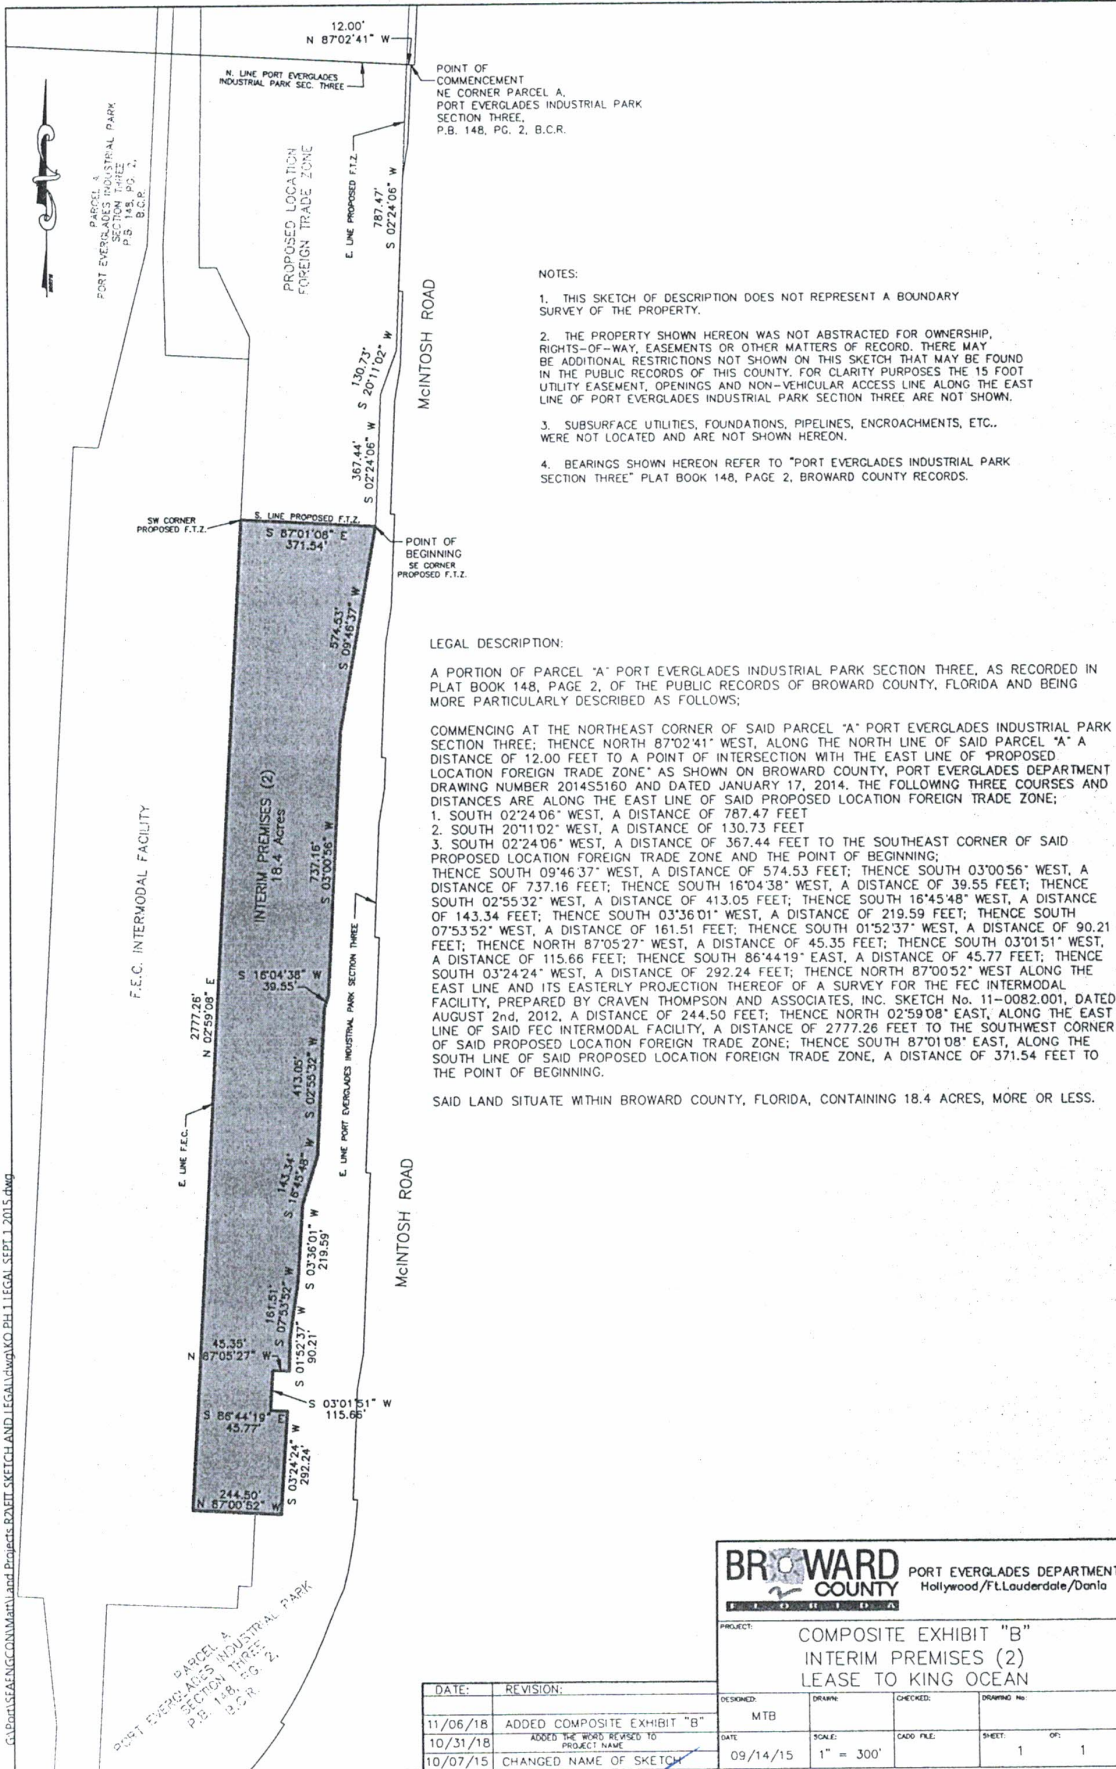 12.00'
N 87°02'41" W
N. LINE PORT EVERGLADES
INDUSTRIAL PARK SEC. THREE
POINT OF
COMMENCEMENT
NE CORNER PARCEL A,
PORT EVERGLADES INDUSTRIAL PARK
SECTION THREE,
P.B. 148, PG. 2, B.C.R.
PARCEL A
PORT EVERGLADES INDUSTRIAL PARK
SECTION THREE
P.B. 148, PG. 2,
B.C.R.
PROPOSED LOCATION
FOREIGN TRADE ZONE
E. LINE PROPOSED F.T.Z.
787.47'
S 02°24'06" W
McINTOSH ROAD
130.73'
S 20°11'02" W
367.44'
S 02°24'06" W
NOTES:
1. THIS SKETCH OF DESCRIPTION DOES NOT REPRESENT A BOUNDARY
SURVEY OF THE PROPERTY.
2. THE PROPERTY SHOWN HEREON WAS NOT ABSTRACTED FOR OWNERSHIP,
RIGHTS-OF-WAY, EASEMENTS OR OTHER MATTERS OF RECORD. THERE MAY
BE ADDITIONAL RESTRICTIONS NOT SHOWN ON THIS SKETCH THAT MAY BE FOUND
IN THE PUBLIC RECORDS OF THIS COUNTY. FOR CLARITY PURPOSES THE 15 FOOT
UTILITY EASEMENT, OPENINGS AND NON-VEHICULAR ACCESS LINE ALONG THE EAST
LINE OF PORT EVERGLADES INDUSTRIAL PARK SECTION THREE ARE NOT SHOWN.
3. SUBSURFACE UTILITIES, FOUNDATIONS, PIPELINES, ENCROACHMENTS, ETC..
WERE NOT LOCATED AND ARE NOT SHOWN HEREON.
4. BEARINGS SHOWN HEREON REFER TO "PORT EVERGLADES INDUSTRIAL PARK
SECTION THREE" PLAT BOOK 148, PAGE 2, BROWARD COUNTY RECORDS.
SW CORNER
PROPOSED F.T.Z.
S. LINE PROPOSED F.T.Z.
S 87°01'08" E
371.54'
POINT OF
BEGINNING
SE CORNER
PROPOSED F.T.Z.
574.53'
S 09°46'37" W
LEGAL DESCRIPTION:
A PORTION OF PARCEL "A" PORT EVERGLADES INDUSTRIAL PARK SECTION THREE, AS RECORDED IN
PLAT BOOK 148, PAGE 2, OF THE PUBLIC RECORDS OF BROWARD COUNTY, FLORIDA AND BEING
MORE PARTICULARLY DESCRIBED AS FOLLOWS;
COMMENCING AT THE NORTHEAST CORNER OF SAID PARCEL "A" PORT EVERGLADES INDUSTRIAL PARK
SECTION THREE; THENCE NORTH 87°02'41" WEST, ALONG THE NORTH LINE OF SAID PARCEL "A" A
DISTANCE OF 12.00 FEET TO A POINT OF INTERSECTION WITH THE EAST LINE OF "PROPOSED
LOCATION FOREIGN TRADE ZONE" AS SHOWN ON BROWARD COUNTY, PORT EVERGLADES DEPARTMENT
DRAWING NUMBER 2014S5160 AND DATED JANUARY 17, 2014. THE FOLLOWING THREE COURSES AND
DISTANCES ARE ALONG THE EAST LINE OF SAID PROPOSED LOCATION FOREIGN TRADE ZONE;
1. SOUTH 02°24'06" WEST, A DISTANCE OF 787.47 FEET
2. SOUTH 20°11'02" WEST, A DISTANCE OF 130.73 FEET
3. SOUTH 02°24'06" WEST, A DISTANCE OF 367.44 FEET TO THE SOUTHEAST CORNER OF SAID
PROPOSED LOCATION FOREIGN TRADE ZONE AND THE POINT OF BEGINNING;
THENCE SOUTH 09°46'37" WEST, A DISTANCE OF 574.53 FEET; THENCE SOUTH 03°00'56" WEST, A
DISTANCE OF 737.16 FEET; THENCE SOUTH 16°04'38" WEST, A DISTANCE OF 39.55 FEET; THENCE
SOUTH 02°55'32" WEST, A DISTANCE OF 413.05 FEET; THENCE SOUTH 16°45'48" WEST, A DISTANCE
OF 143.34 FEET; THENCE SOUTH 03°36'01" WEST, A DISTANCE OF 219.59 FEET; THENCE SOUTH
07°53'52" WEST, A DISTANCE OF 161.51 FEET; THENCE SOUTH 01°52'37" WEST, A DISTANCE OF 90.21
FEET; THENCE NORTH 87°05'27" WEST, A DISTANCE OF 45.35 FEET; THENCE SOUTH 03°01'51" WEST,
A DISTANCE OF 115.66 FEET; THENCE SOUTH 86°44'19" EAST, A DISTANCE OF 45.77 FEET; THENCE
SOUTH 03°24'24" WEST, A DISTANCE OF 292.24 FEET; THENCE NORTH 87°00'52" WEST ALONG THE
EAST LINE AND ITS EASTERLY PROJECTION THEREOF OF A SURVEY FOR THE FEC INTERMODAL
FACILITY, PREPARED BY CRAVEN THOMPSON AND ASSOCIATES, INC. SKETCH No. 11-0082.001, DATED
AUGUST 2nd, 2012, A DISTANCE OF 244.50 FEET; THENCE NORTH 02°59'08" EAST, ALONG THE EAST
LINE OF SAID FEC INTERMODAL FACILITY, A DISTANCE OF 2777.26 FEET TO THE SOUTHWEST CORNER
OF SAID PROPOSED LOCATION FOREIGN TRADE ZONE; THENCE SOUTH 87°01'08" EAST, ALONG THE
SOUTH LINE OF SAID PROPOSED LOCATION FOREIGN TRADE ZONE, A DISTANCE OF 371.54 FEET TO
THE POINT OF BEGINNING.
SAID LAND SITUATE WITHIN BROWARD COUNTY, FLORIDA, CONTAINING 18.4 ACRES, MORE OR LESS.
INTERIM PREMISES (2)
18.4 Acres
737.16'
S 03°00'56" W
F.E.C. INTERMODAL FACILITY
2777.26'
N 02°59'08" E
S 16°04'38" W
39.55'
E. LINE PORT EVERGLADES INDUSTRIAL PARK SECTION THREE
413.05'
S 02°55'32" W
E. LINE F.E.C.
143.34'
S 16°45'48" W
McINTOSH ROAD
S 03°36'01" W
219.59'
161.51'
S 07°53'52" W
S 01°52'37" W
90.21'
45.35'
N 87°05'27" W
S 03°01'51" W
115.66'
S 86°44'19" E
45.77'
S 03°24'24" W
292.24'
244.50'
N 87°00'52" W
PARCEL A
PORT EVERGLADES INDUSTRIAL PARK
SECTION THREE
P.B. 148, PG. 2,
B.C.R.
G:\Port\SEAENGCON\Matt\Land Projects R2\FIT SKETCH AND LEGAL\dwg\KO PH 1 LEGAL SEPT 1 2015.dwg
BROWARD
COUNTY
FLORIDA
PORT EVERGLADES DEPARTMENT
Hollywood/Ft.Lauderdale/Dania
PROJECT:
COMPOSITE EXHIBIT "B"
INTERIM PREMISES (2)
LEASE TO KING OCEAN
DATE: REVISION:
11/06/18 ADDED COMPOSITE EXHIBIT "B"
10/31/18 ADDED THE WORD REVISED TO
PROJECT NAME
10/07/15 CHANGED NAME OF SKETCH
DESIGNED: DRAWN: CHECKED: DRAWING No:
MTB
DATE SCALE: CADD FILE: SHEET: OF:
09/14/15 1" = 300' 1 1